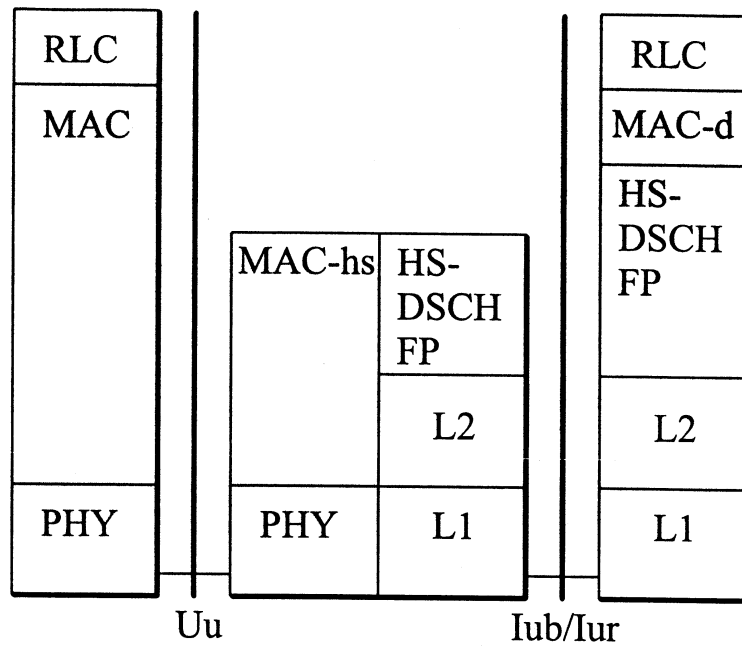 RLC
MAC
PHY
Uu
MAC-hs
PHY
HS-
DSCH
FP
L2
L1
Iub/Iur
RLC
MAC-d
HS-
DSCH
FP
L2
L1